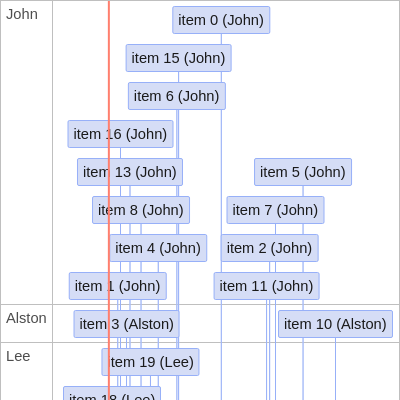 John
item 0 (John)
item 15 (John)
item 6 (John)
item 16 (John)
item 13 (John)
item 5 (John)
item 8 (John)
item 7 (John)
item 4 (John)
item 2 (John)
item 1 (John)
item 11 (John)
Alston
item 3 (Alston)
item 10 (Alston)
Lee
item 19 (Lee)
item 18 (Lee)